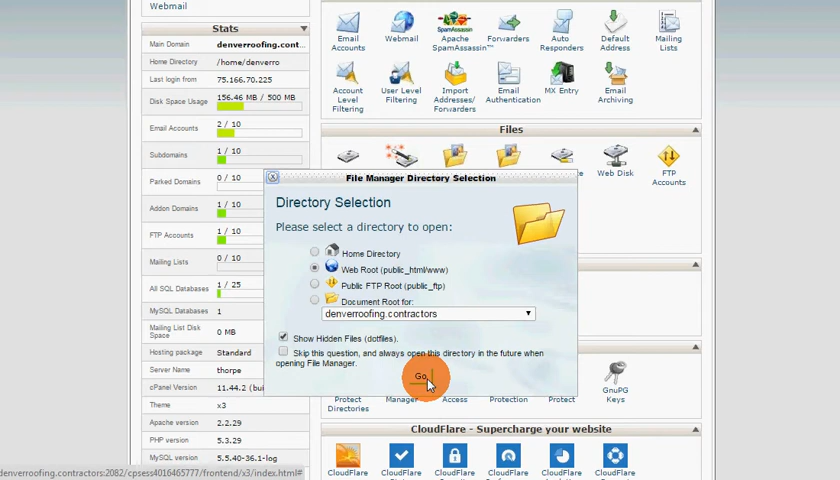 Webmail
Stats
Main Domain denverroofing.cont...
Home Directory /home/denverro
Last login from 75.166.70.225
Disk Space Usage 156.46 MB / 500 MB
Email Accounts 2 / 10
Subdomains 1 / 10
Parked Domains 0 / 10
Addon Domains 1 / 10
FTP Accounts 1 / 10
Mailing Lists 0 / 10
All SQL Databases 1 / 25
MySQL Databases 1
Mailing List Disk Space 0 MB
Hosting package Standard
Server Name thorpe
cPanel Version 11.44.2 (bui
Theme x3
Apache version 2.2.29
PHP version 5.3.29
MySQL version 5.5.40-36.1-log
Email Accounts
Webmail
Apache SpamAssassin™
Forwarders
Auto Responders
Default Address
Mailing Lists
Account Level Filtering
User Level Filtering
Import Addresses/ Forwarders
Email Authentication
MX Entry
Email Archiving
Files
Web Disk
FTP Accounts
File Manager Directory Selection
Directory Selection
Please select a directory to open:
Home Directory
Web Root (public_html/www)
Public FTP Root (public_ftp)
Document Root for:
denverroofing.contractors
Show Hidden Files (dotfiles).
Skip this question, and always open this directory in the future when
opening File Manager.
Go
Protect Directories
Manager
Access
Protection
Protect
GnuPG Keys
CloudFlare - Supercharge your website
CloudFlare
CloudFlare
CloudFlare
CloudFlare
CloudFlare
CloudFlare
denverroofing.contractors:2082/cpsess4016465777/frontend/x3/index.html#